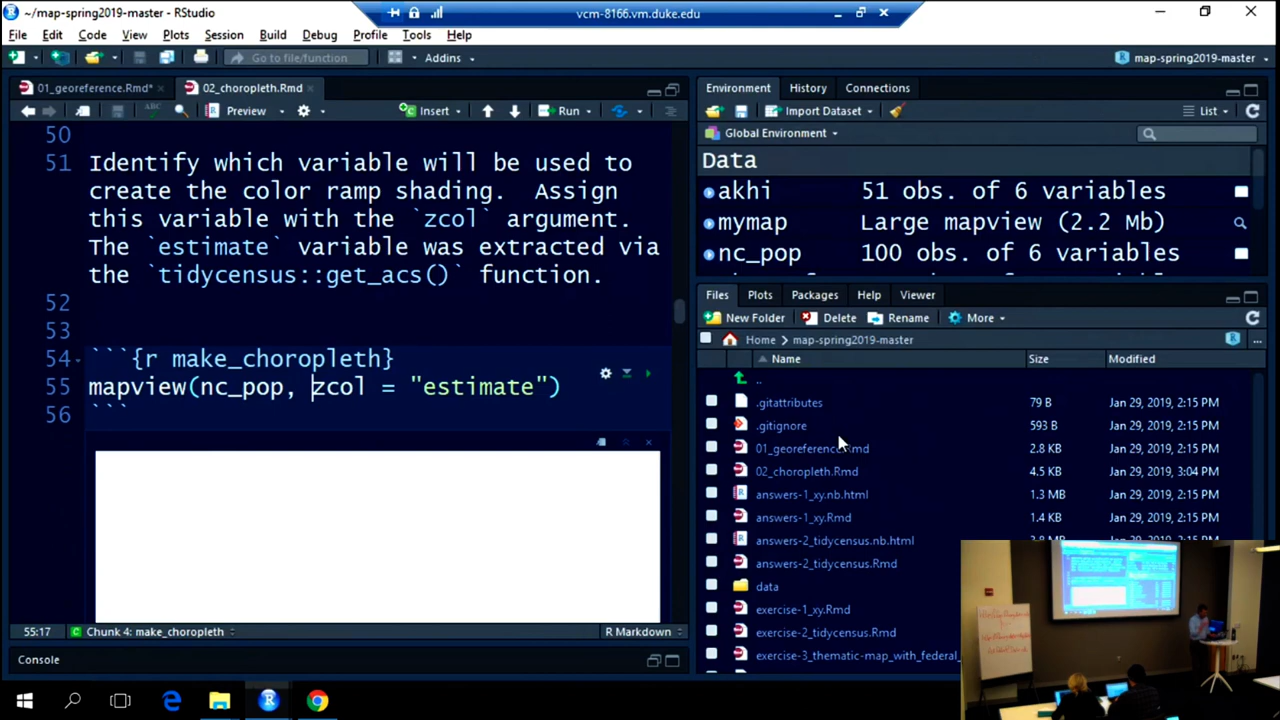 ~/map-spring2019-master - RStudio
vcm-8166.vm.duke.edu
File Edit Code View Plots Session Build Debug Profile Tools Help
Go to file/function
Addins
map-spring2019-master
01_georeference.Rmd*
02_choropleth.Rmd
Insert
Run
Preview
50
51 Identify which variable will be used to
create the color ramp shading. Assign
this variable with the `zcol` argument.
The `estimate` variable was extracted via
the `tidycensus::get_acs()` function.
52
53
54 ```{r make_choropleth}
55 mapview(nc_pop, zcol = "estimate")
56 ```
55:17 Chunk 4: make_choropleth R Markdown
Console
Environment History Connections
Import Dataset List
Global Environment
Data
akhi 51 obs. of 6 variables
mymap Large mapview (2.2 Mb)
nc_pop 100 obs. of 6 variables
Files Plots Packages Help Viewer
New Folder Delete Rename More
Home map-spring2019-master
Name Size Modified
..
.gitattributes 79 B Jan 29, 2019, 2:15 PM
.gitignore 593 B Jan 29, 2019, 2:15 PM
01_georeference.Rmd 2.8 KB Jan 29, 2019, 2:15 PM
02_choropleth.Rmd 4.5 KB Jan 29, 2019, 3:04 PM
answers-1_xy.nb.html 1.3 MB Jan 29, 2019, 2:15 PM
answers-1_xy.Rmd 1.4 KB Jan 29, 2019, 2:15 PM
answers-2_tidycensus.nb.html
answers-2_tidycensus.Rmd
data
exercise-1_xy.Rmd
exercise-2_tidycensus.Rmd
exercise-3_thematic-map_with_federal_